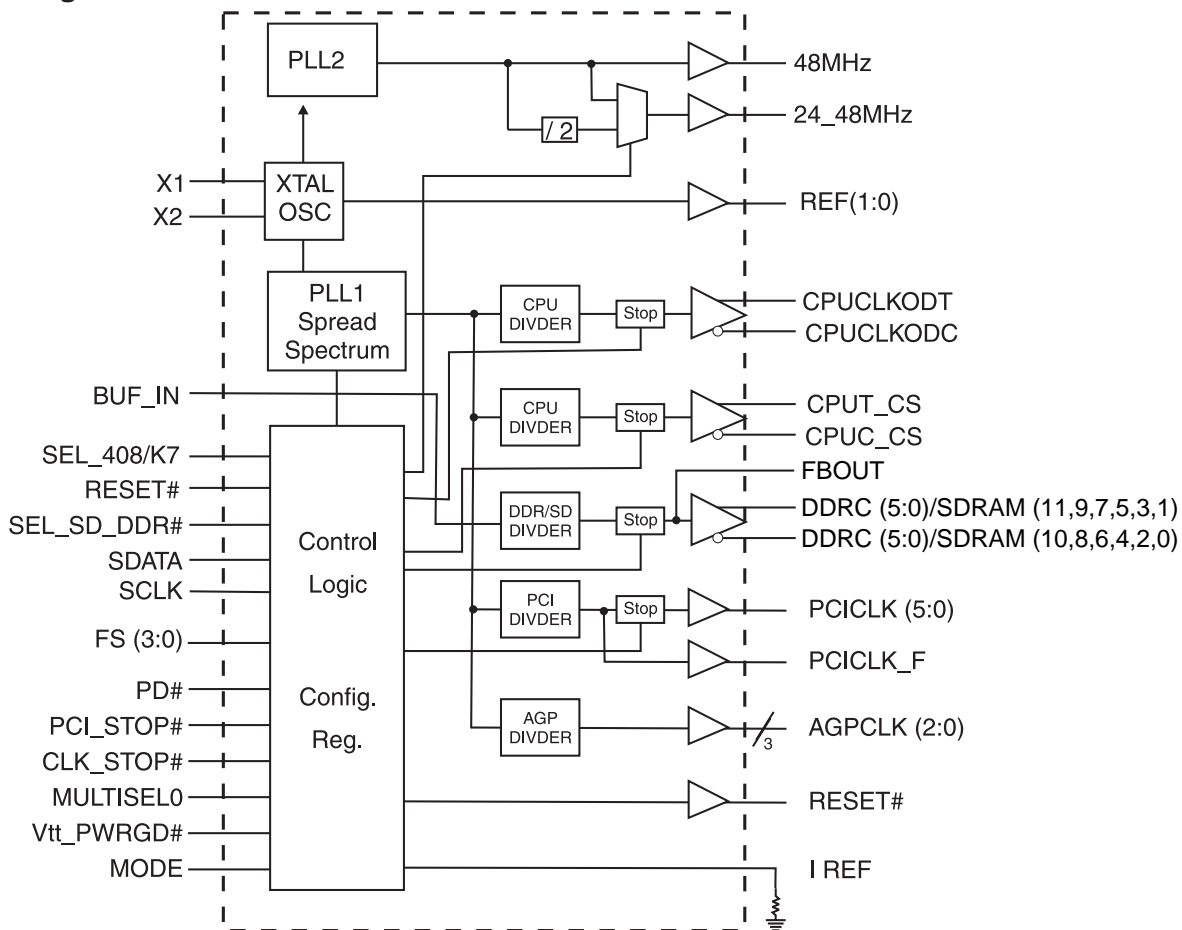 PLL2
48MHz
24_48MHz
/ 2
X1
X2
XTAL
OSC
REF(1:0)
PLL1
Spread
Spectrum
CPU
DIVDER
Stop
CPUCLKODT
CPUCLKODC
BUF_IN
CPU
DIVDER
Stop
CPUT_CS
CPUC_CS
SEL_408/K7
RESET#
SEL_SD_DDR#
SDATA
SCLK
FS (3:0)
PD#
PCI_STOP#
CLK_STOP#
MULTISEL0
Vtt_PWRGD#
MODE
Control
Logic
Config.
Reg.
FBOUT
DDR/SD
DIVDER
Stop
DDRC (5:0)/SDRAM (11,9,7,5,3,1)
DDRC (5:0)/SDRAM (10,8,6,4,2,0)
PCI
DIVDER
Stop
PCICLK (5:0)
PCICLK_F
AGP
DIVDER
3
AGPCLK (2:0)
RESET#
I REF